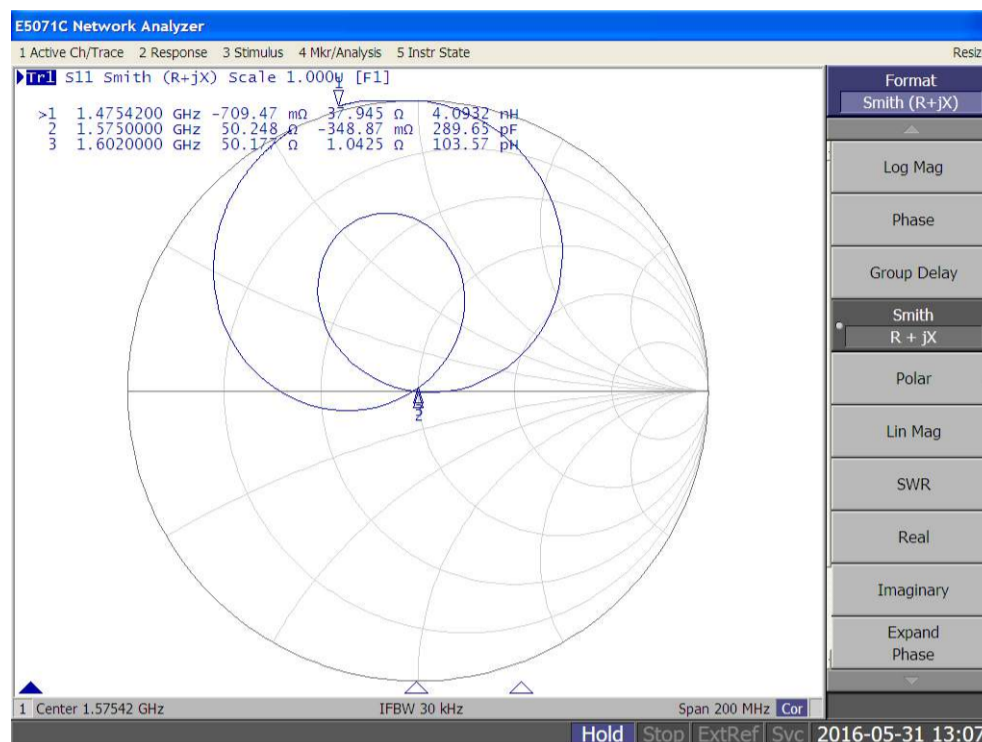 E5071C Network Analyzer
1 Active Ch/Trace 2 Response 3 Stimulus 4 Mkr/Analysis 5 Instr State Resiz
Tr1 S11 Smith (R+jX) Scale 1.000U [F1]
1
>1 1.4754200 GHz -709.47 mΩ 37.945 Ω 4.0932 nH
2 1.5750000 GHz 50.248 Ω -348.87 mΩ 289.65 pF
3 1.6020000 GHz 50.177 Ω 1.0425 Ω 103.57 pH
Format
Smith (R+jX)
Log Mag
Phase
Group Delay
Smith
R + jX
Polar
Lin Mag
SWR
Real
Imaginary
Expand
Phase
1 Center 1.57542 GHz IFBW 30 kHz Span 200 MHz Cor
Hold Stop ExtRef Svc 2016-05-31 13:07